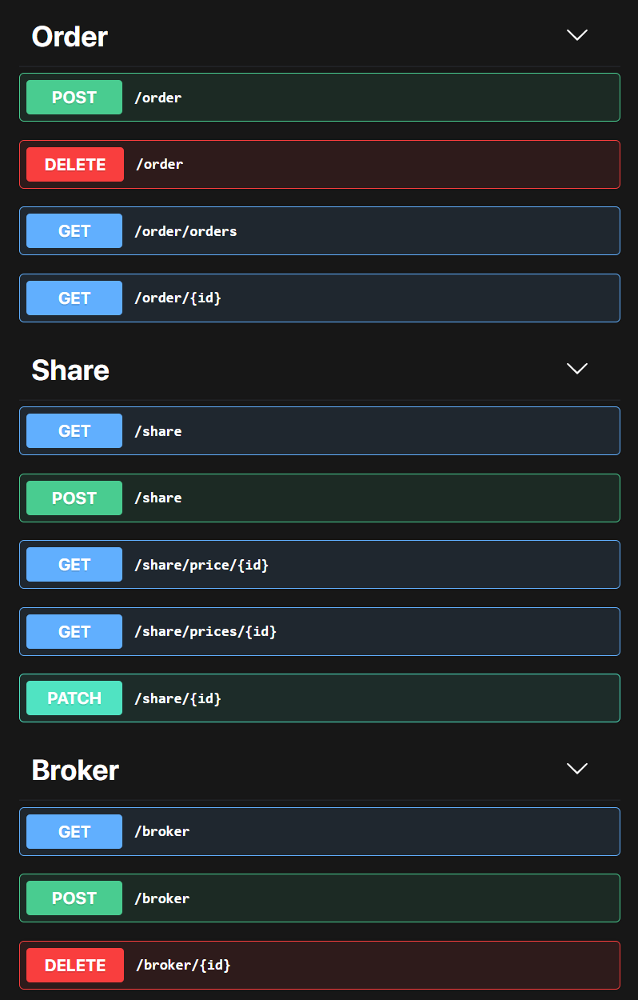 Order
POST /order
DELETE /order
GET /order/orders
GET /order/{id}
Share
GET /share
POST /share
GET /share/price/{id}
GET /share/prices/{id}
PATCH /share/{id}
Broker
GET /broker
POST /broker
DELETE /broker/{id}